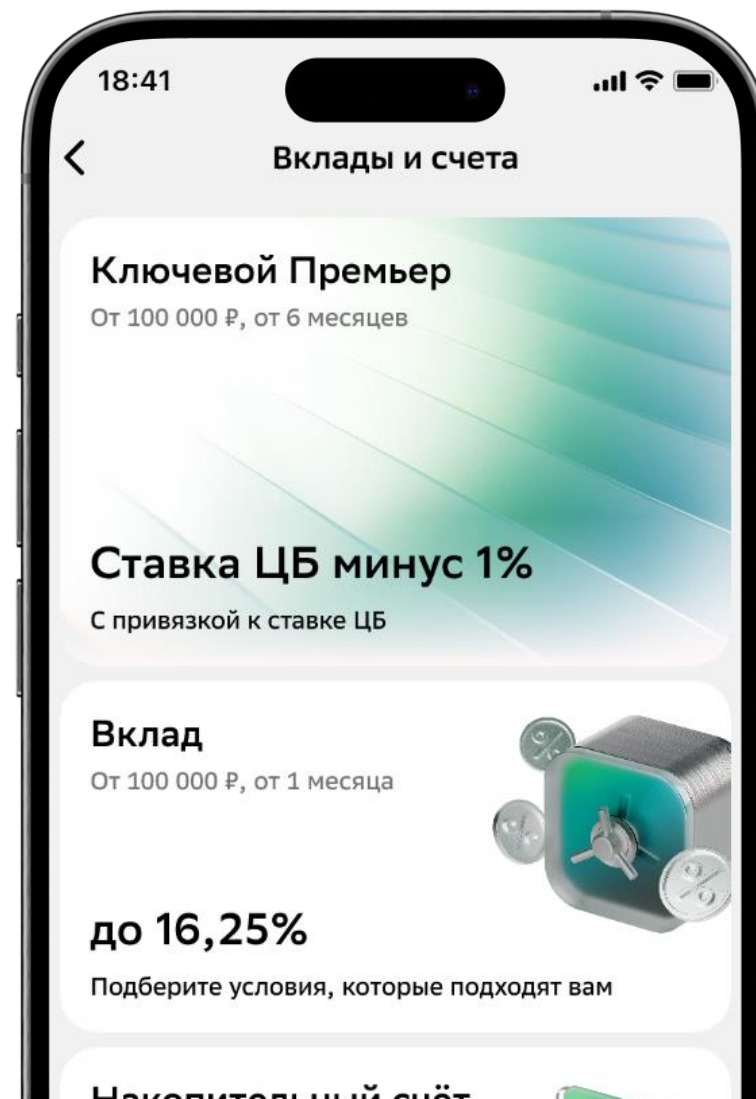 18:41
Вклады и счета
Ключевой Премьер
От 100 000 ₽, от 6 месяцев
Ставка ЦБ минус 1%
С привязкой к ставке ЦБ
Вклад
От 100 000 ₽, от 1 месяца
до 16,25%
Подберите условия, которые подходят вам
Накопительный счёт